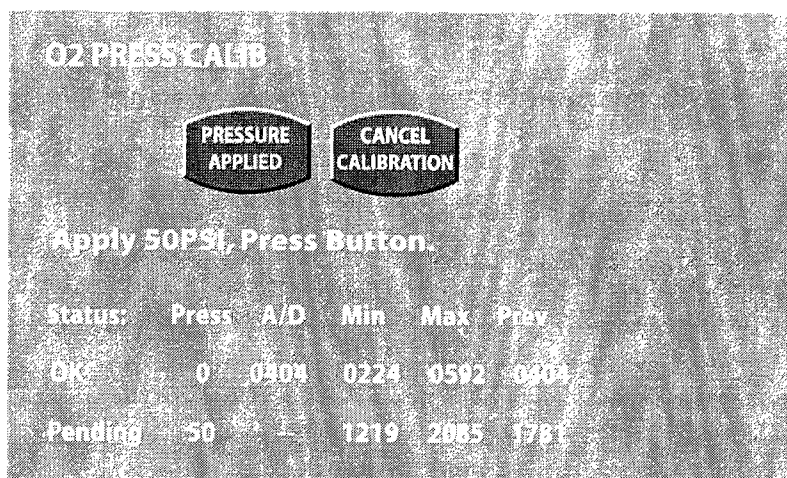 O2 PRESS CALIB
PRESSURE
APPLIED
CANCEL
CALIBRATION
Apply 50PSI, Press Button.
Status: Press A/D Min Max Prev
OK 0 0404 0224 0592 0404
Pending 50 -- 1219 2085 1781